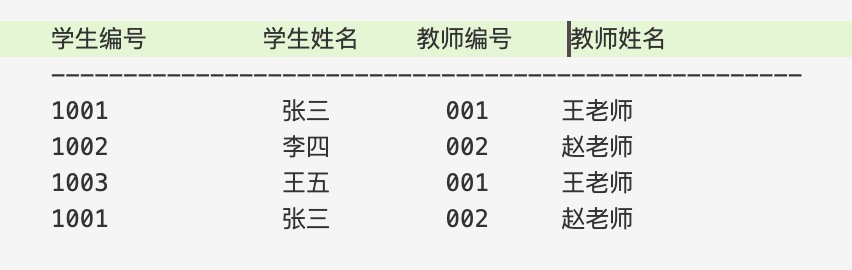 学生编号 学生姓名 教师编号 教师姓名
----------------------------------------------------
1001 张三 001 王老师
1002 李四 002 赵老师
1003 王五 001 王老师
1001 张三 002 赵老师